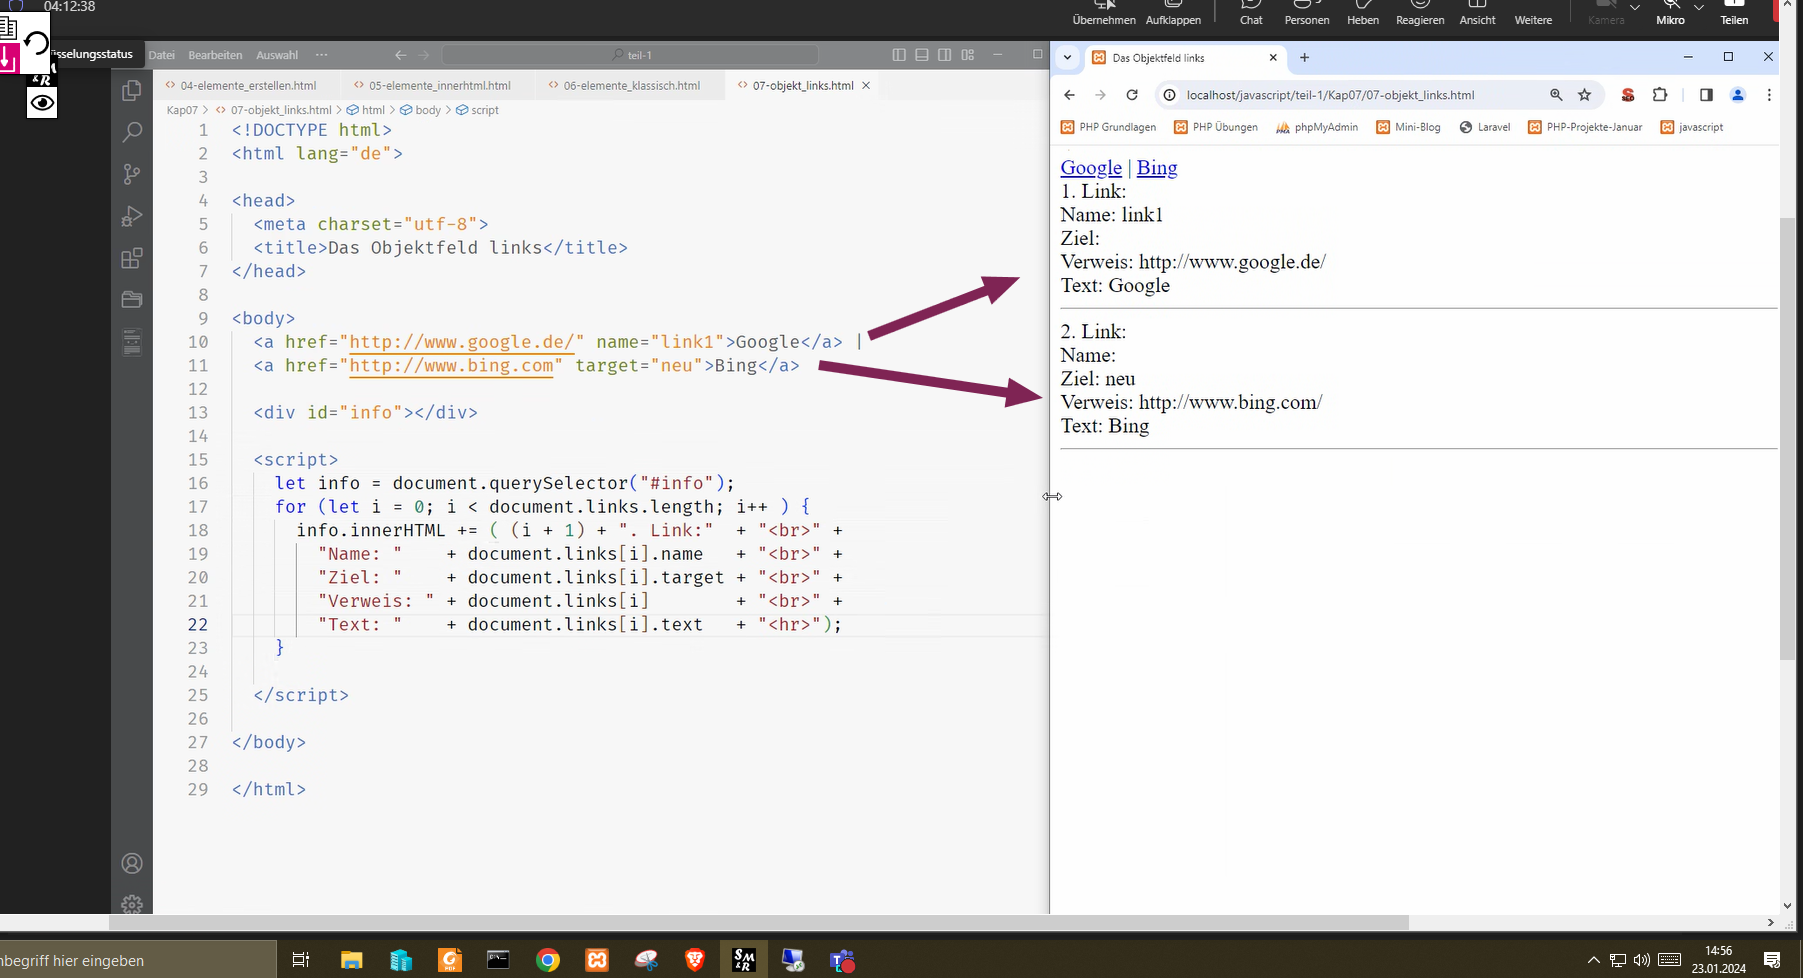 04:12:38
Übernehmen Aufklappen Chat Personen Heben Reagieren Ansicht Weitere Kamera Mikro Teilen
sselungsstatus Datei Bearbeiten Auswahl ··· teil-1
04-elemente_erstellen.html 05-elemente_innerhtml.html 06-elemente_klassisch.html 07-objekt_links.html
Kap07 > 07-objekt_links.html > html > body > script
1 <!DOCTYPE html>
2 <html lang="de">
3
4 <head>
5 <meta charset="utf-8">
6 <title>Das Objektfeld links</title>
7 </head>
8
9 <body>
10 <a href="http://www.google.de/" name="link1">Google</a> |
11 <a href="http://www.bing.com" target="neu">Bing</a>
12
13 <div id="info"></div>
14
15 <script>
16 let info = document.querySelector("#info");
17 for (let i = 0; i < document.links.length; i++ ) {
18 info.innerHTML += ( (i + 1) + ". Link:" + "<br>" +
19 "Name: " + document.links[i].name + "<br>" +
20 "Ziel: " + document.links[i].target + "<br>" +
21 "Verweis: " + document.links[i] + "<br>" +
22 "Text: " + document.links[i].text + "<hr>");
23 }
24
25 </script>
26
27 </body>
28
29 </html>
Das Objektfeld links
localhost/javascript/teil-1/Kap07/07-objekt_links.html
PHP Grundlagen PHP Übungen phpMyAdmin Mini-Blog Laravel PHP-Projekte-Januar javascript
Google | Bing
1. Link:
Name: link1
Ziel:
Verweis: http://www.google.de/
Text: Google
2. Link:
Name:
Ziel: neu
Verweis: http://www.bing.com/
Text: Bing
nbegriff hier eingeben
14:56
23.01.2024